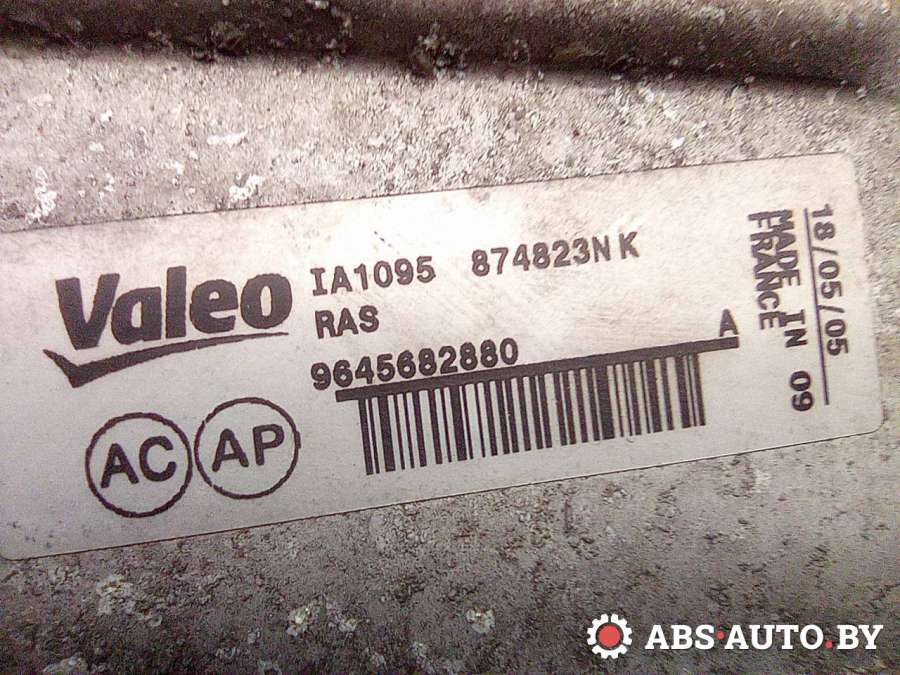 Valeo
IA1095 874823N K
RAS
9645682880
A
AC
AP
MADE IN
FRANCE
18/05/05
09
ABS·AUTO.BY